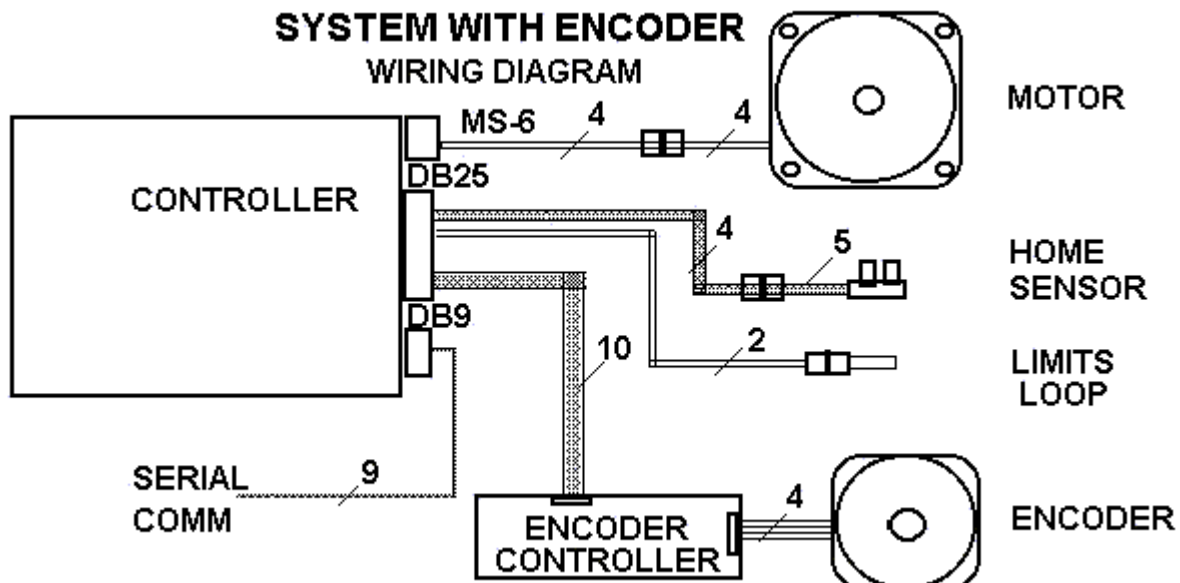 SYSTEM WITH ENCODER
WIRING DIAGRAM
MOTOR
MS-6
4
4
DB25
CONTROLLER
4
5
HOME
SENSOR
DB9
10
2
LIMITS
LOOP
SERIAL
COMM
9
4
ENCODER
CONTROLLER
ENCODER